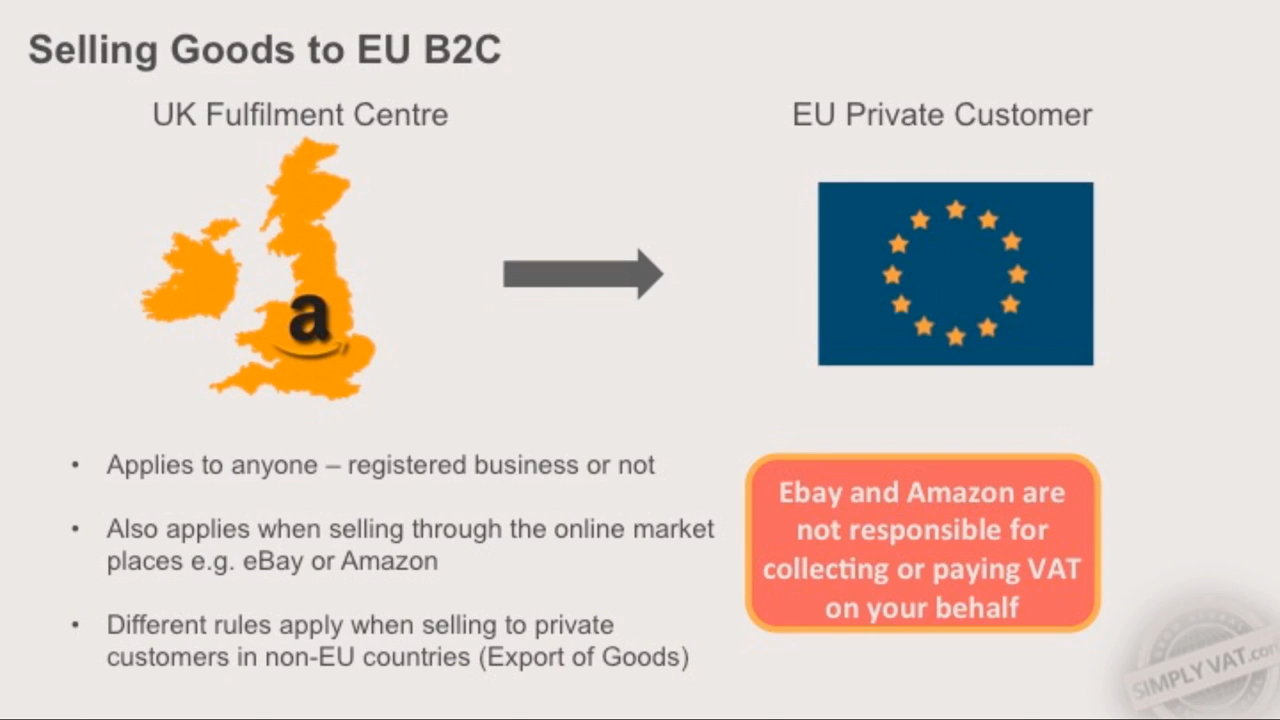 Selling Goods to EU B2C
UK Fulfilment Centre
EU Private Customer
a
• Applies to anyone – registered business or not
• Also applies when selling through the online market
places e.g. eBay or Amazon
• Different rules apply when selling to private
customers in non-EU countries (Export of Goods)
Ebay and Amazon are
not responsible for
collecting or paying VAT
on your behalf
SIMPLY VAT.com